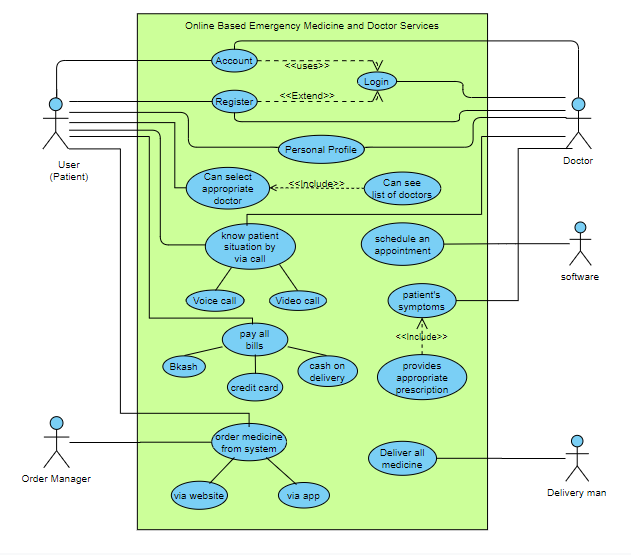 Online Based Emergency Medicine and Doctor Services
Account
<<uses>>
Login
Register
<<Extend>>
User
(Patient)
Doctor
Personal Profile
Can select
appropriate
doctor
<<Include>>
Can see
list of doctors
know patient
situation by
via call
schedule an
appointment
software
Voice call
Video call
patient's
symptoms
pay all
bills
<<Include>>
Bkash
credit card
cash on
delivery
provides
appropriate
prescription
Order Manager
order medicine
from system
Deliver all
medicine
Delivery man
via website
via app